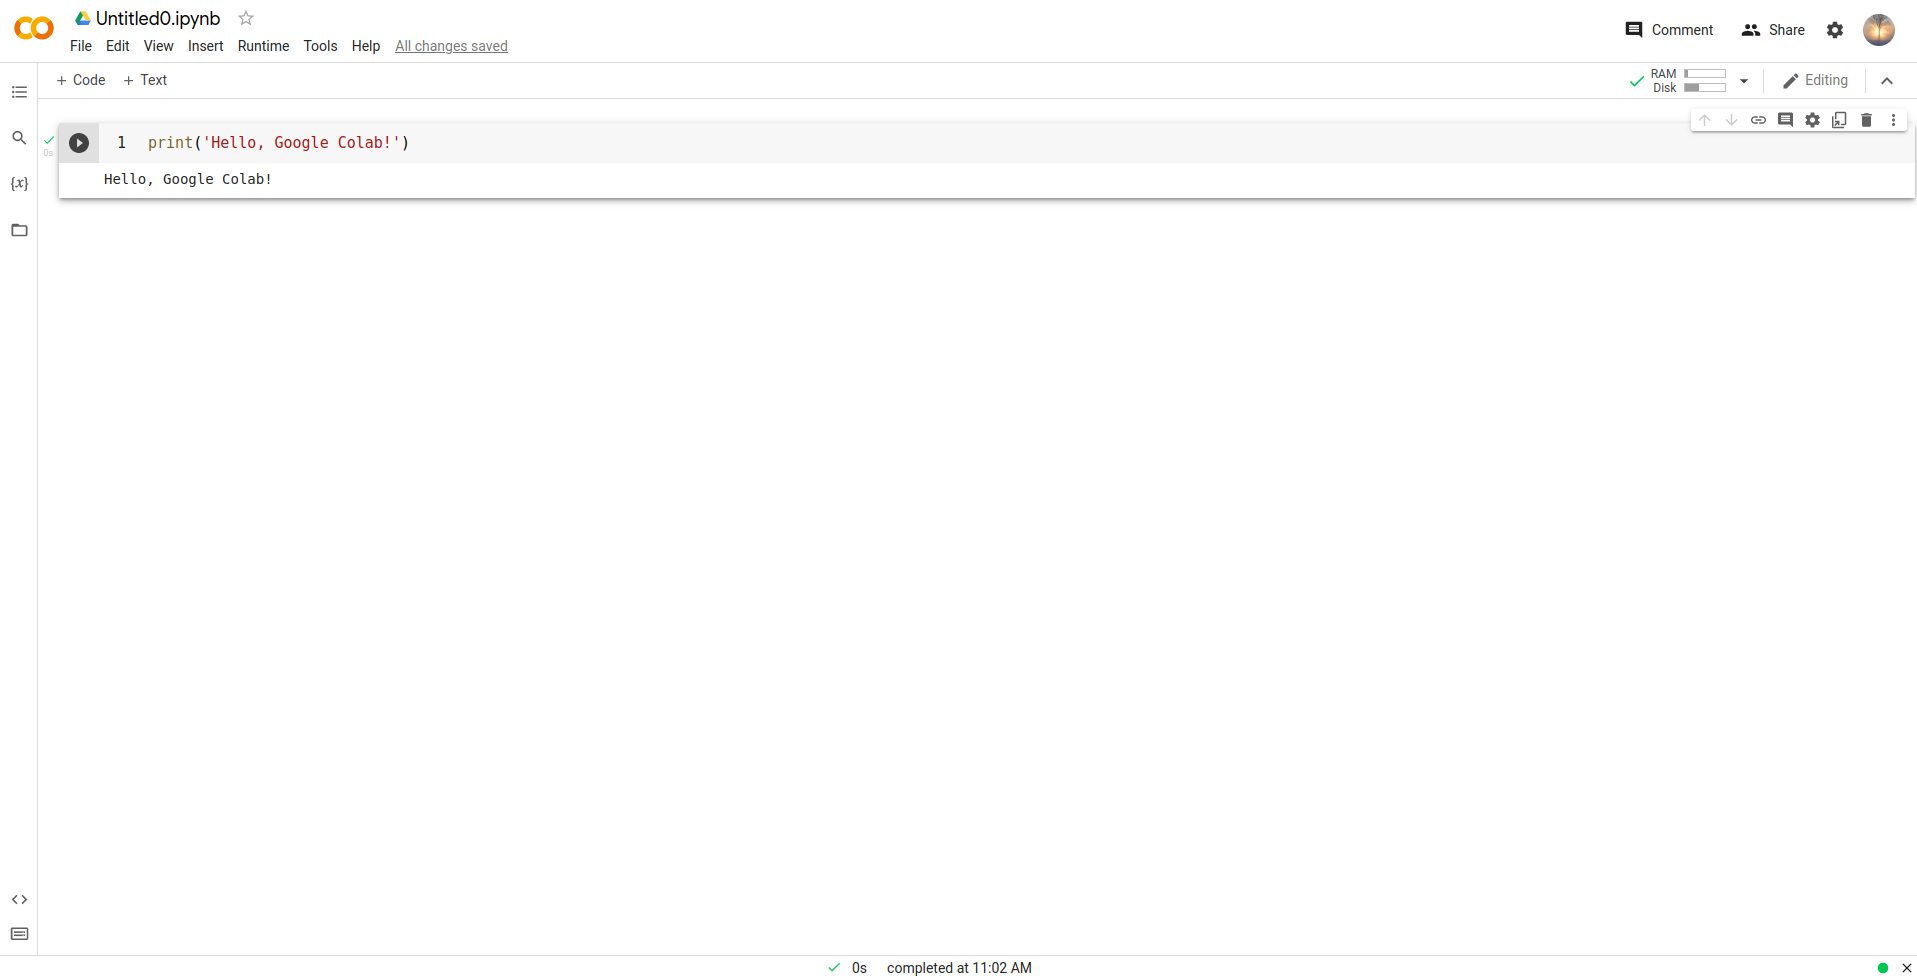 Untitled0.ipynb
File Edit View Insert Runtime Tools Help All changes saved
Comment Share
+ Code + Text
RAM
Disk
Editing
0s
1 print('Hello, Google Colab!')
Hello, Google Colab!
{x}
0s completed at 11:02 AM